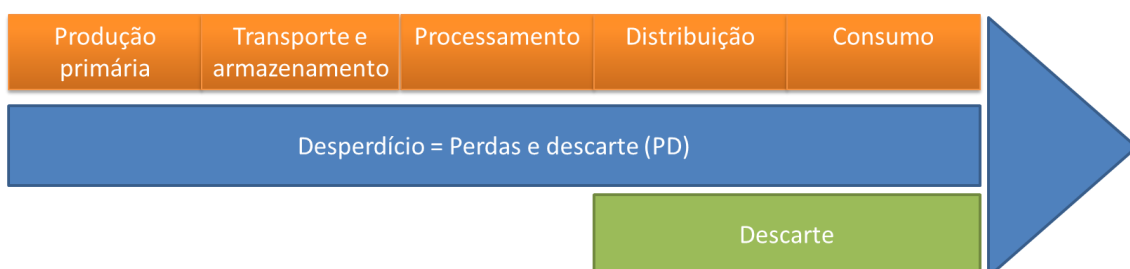 Produção
primária
Transporte e
armazenamento
Processamento
Distribuição
Consumo
Desperdício = Perdas e descarte (PD)
Descarte